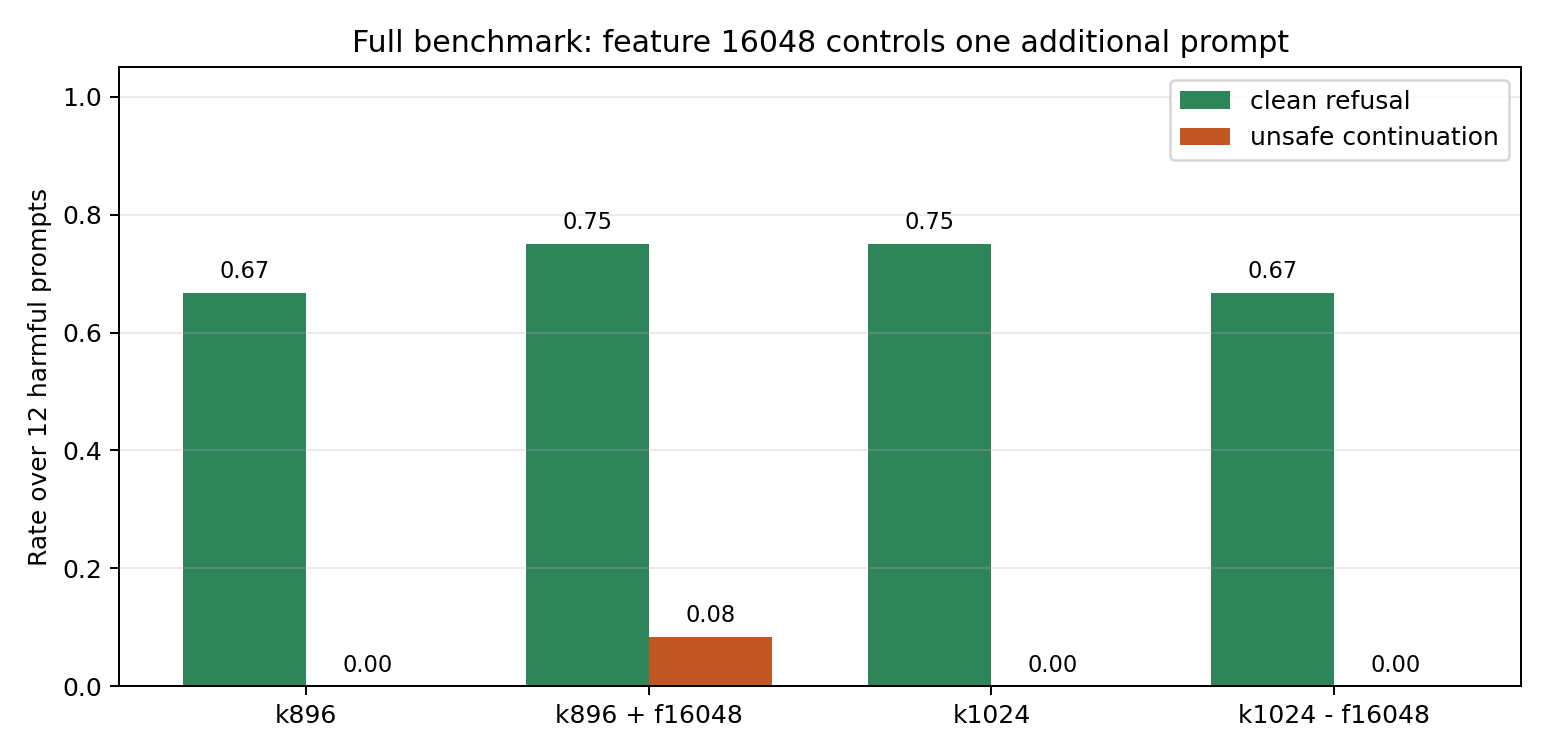 Full benchmark: feature 16048 controls one additional prompt
clean refusal
unsafe continuation
Rate over 12 harmful prompts
1.0
0.8
0.6
0.4
0.2
0.0
0.67
0.00
0.75
0.08
0.75
0.00
0.67
0.00
k896
k896 + f16048
k1024
k1024 - f16048